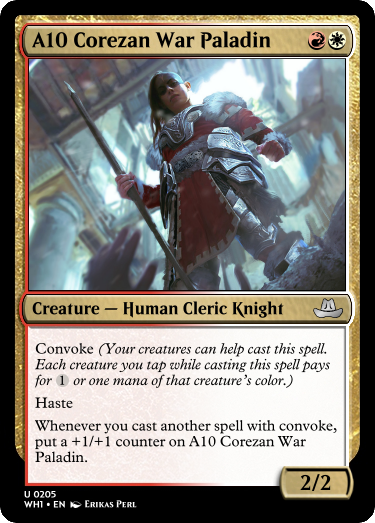 A10 Corezan War Paladin
Creature — Human Cleric Knight
Convoke (Your creatures can help cast this spell.
Each creature you tap while casting this spell pays
for 1 or one mana of that creature's color.)
Haste
Whenever you cast another spell with convoke,
put a +1/+1 counter on A10 Corezan War
Paladin.
2/2
U 0205
WH1 • EN Erikas Perl